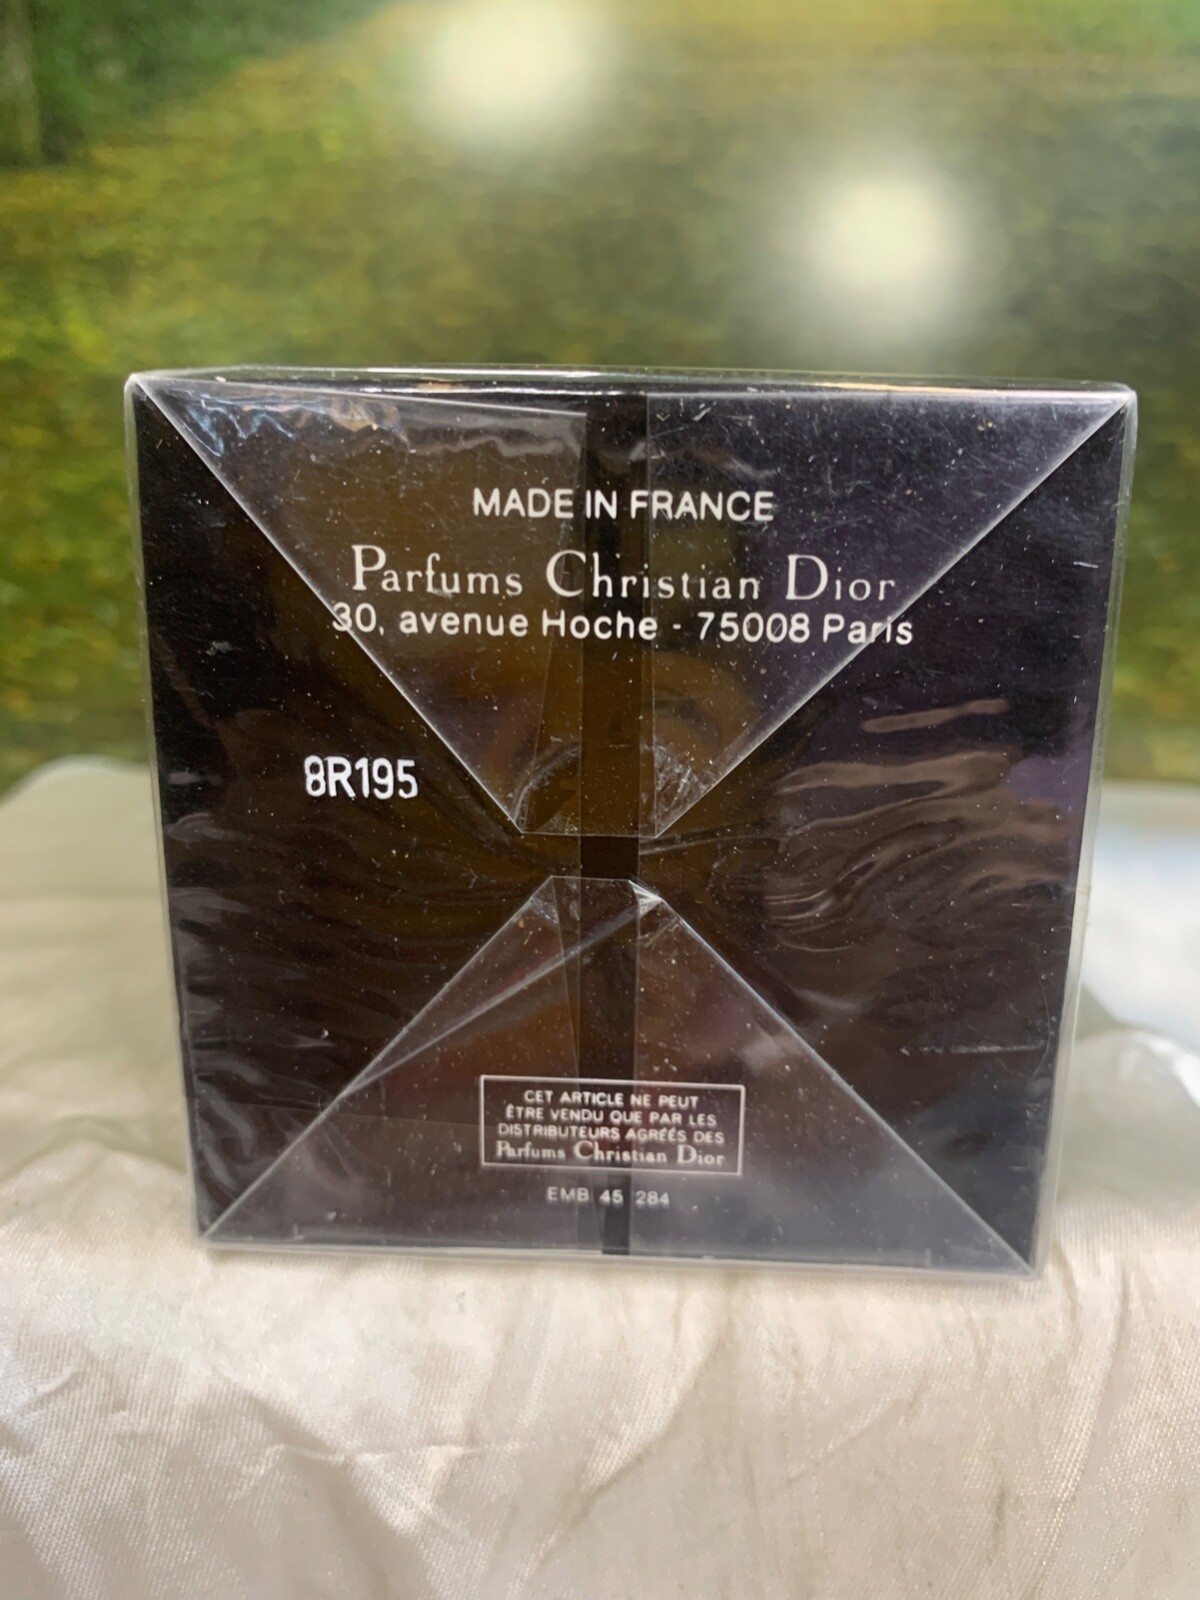 MADE IN FRANCE
Parfums Christian Dior
30, avenue Hoche - 75008 Paris
8R195
CET ARTICLE NE PEUT
ÊTRE VENDU QUE PAR LES
DISTRIBUTEURS AGRÉÉS DES
Parfums Christian Dior
EMB 45 284